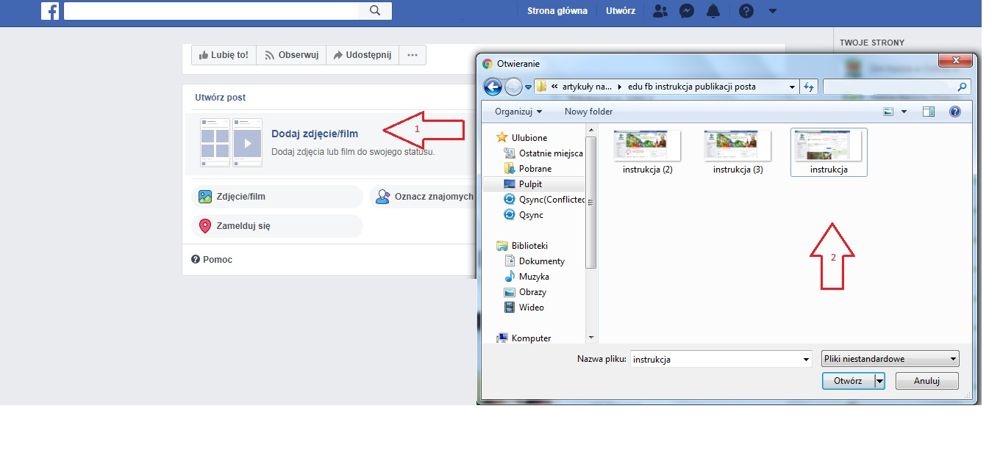 Strona główna
Utwórz
TWOJE STRONY
Lubię to!
Obserwuj
Udostępnij
Utwórz post
Dodaj zdjęcie/film
1
Dodaj zdjęcia lub film do swojego statusu.
Zdjęcie/film
Oznacz znajomych
Zamelduj się
Pomoc
Otwieranie
« artykuły na...
edu fb instrukcja publikacji posta
Organizuj
Nowy folder
Ulubione
Ostatnie miejsca
Pobrane
Pulpit
Qsync(Conflictec
Qsync
Biblioteki
Dokumenty
Muzyka
Obrazy
Wideo
Komputer
instrukcja (2)
instrukcja (3)
instrukcja
2
Nazwa pliku:
instrukcja
Pliki niestandardowe
Otwórz
Anuluj